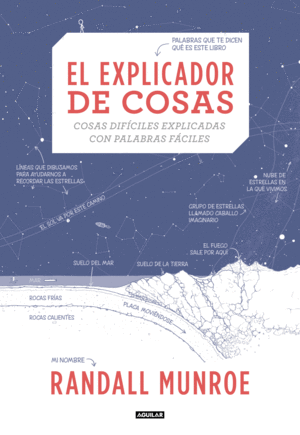 PALABRAS QUE TE DICEN
QUÉ ES ESTE LIBRO
EL EXPLICADOR
DE COSAS
COSAS DIFÍCILES EXPLICADAS
CON PALABRAS FÁCILES
LÍNEAS QUE DIBUJAMOS
PARA AYUDARNOS A
RECORDAR LAS ESTRELLAS
NUBE DE
ESTRELLAS EN
LA QUE VIVIMOS
EL SOL VA POR ESTE CAMINO
GRUPO DE ESTRELLAS
LLAMADO CABALLO
IMAGINARIO
EL FUEGO
SALE POR AQUÍ
SUELO DEL MAR
SUELO DE LA TIERRA
ROCAS FRÍAS
PLACA MOVIÉNDOSE
ROCAS CALIENTES
MI NOMBRE
RANDALL MUNROE
AGUILAR